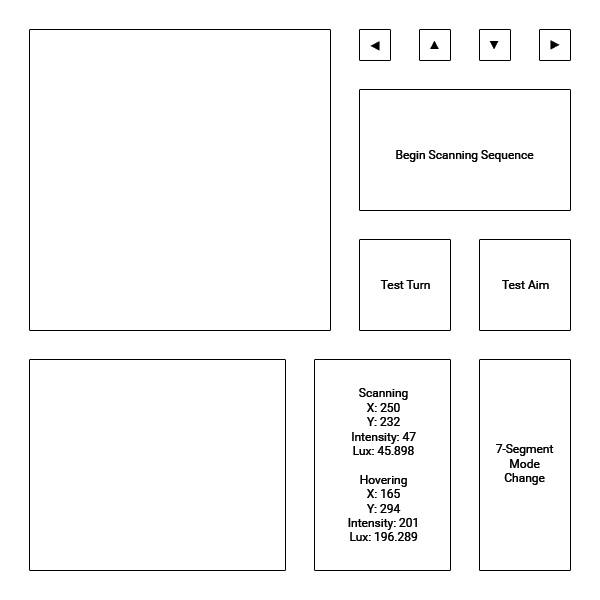 ◄ ▲ ▼ ►
Begin Scanning Sequence
Test Turn
Test Aim
Scanning
X: 250
Y: 232
Intensity: 47
Lux: 45.898
Hovering
X: 165
Y: 294
Intensity: 201
Lux: 196.289
7-Segment
Mode
Change